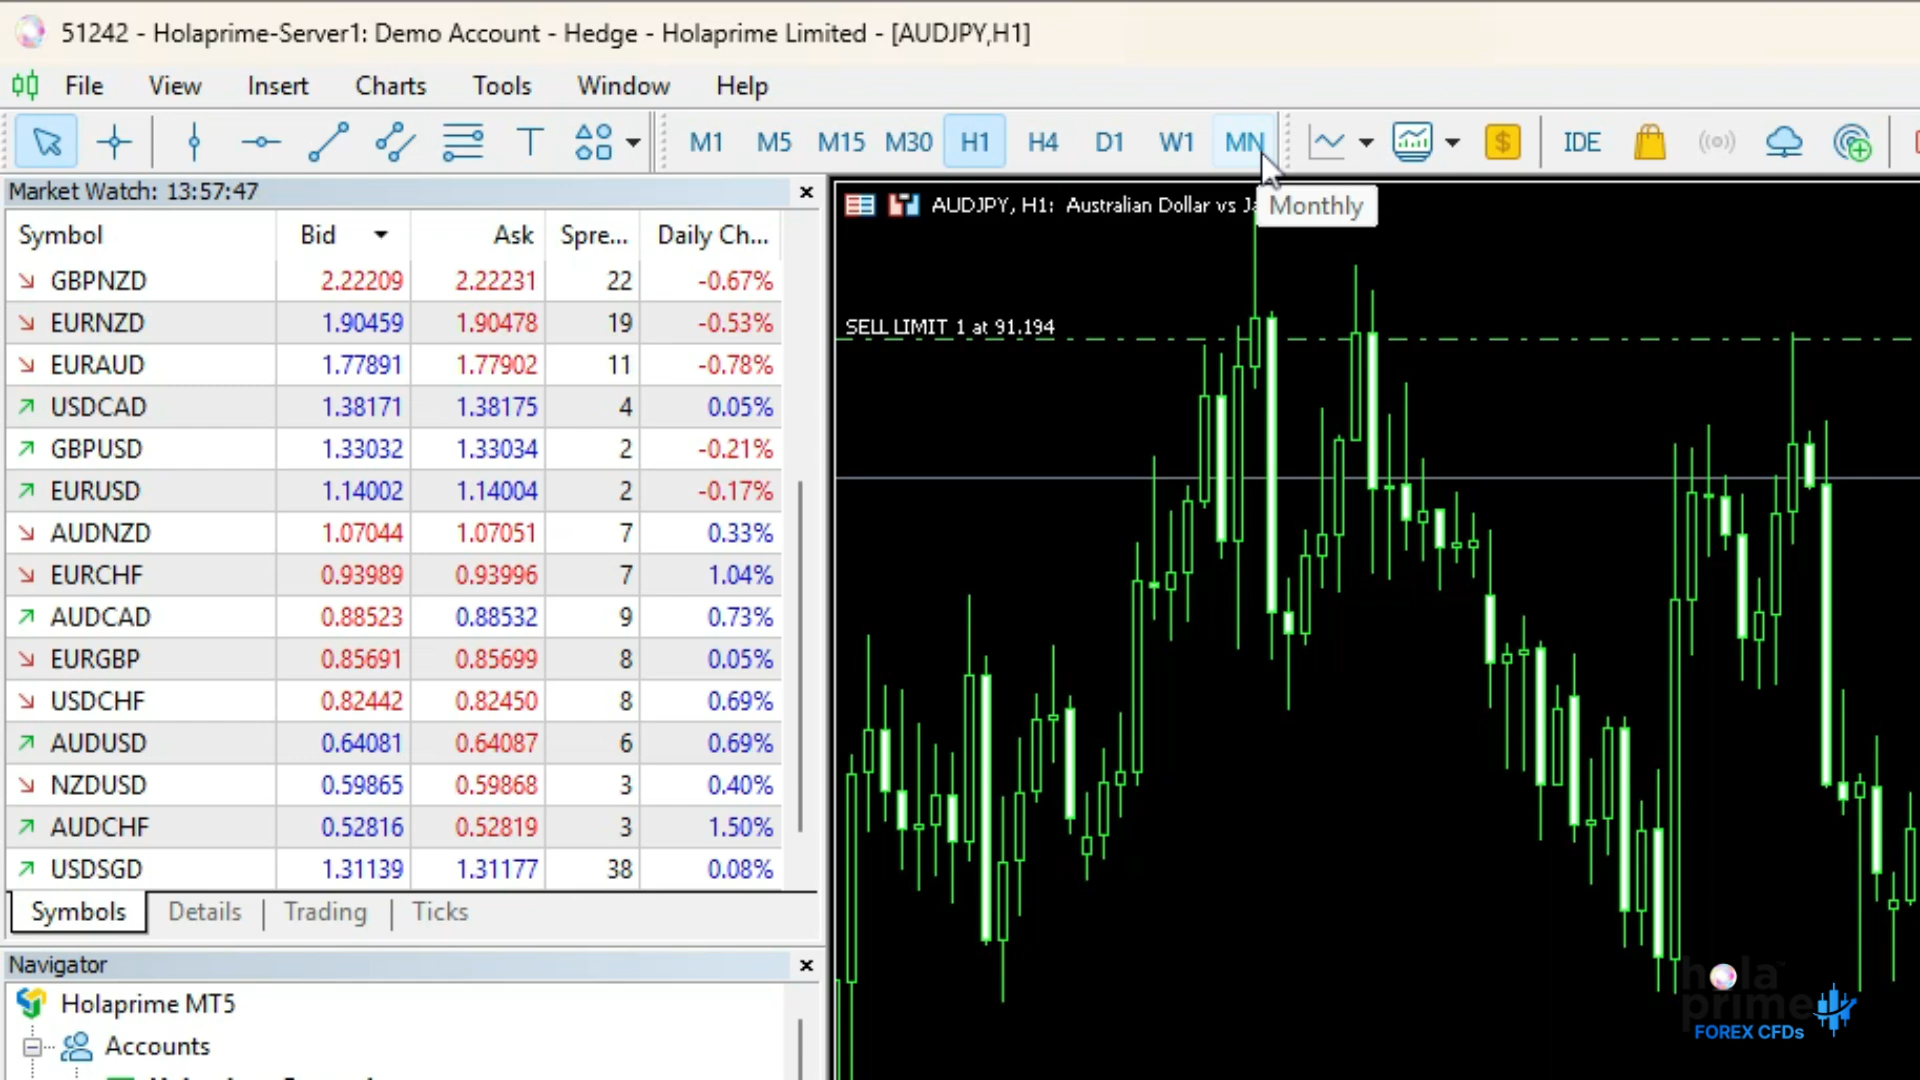 51242 - Holaprime-Server1: Demo Account - Hedge - Holaprime Limited - [AUDJPY,H1]
File View Insert Charts Tools Window Help
M1 M5 M15 M30 H1 H4 D1 W1 MN IDE
Monthly
Market Watch: 13:57:47
AUDJPY, H1: Australian Dollar vs
Symbol Bid Ask Spre... Daily Ch...
GBPNZD 2.22209 2.22231 22 -0.67%
EURNZD 1.90459 1.90478 19 -0.53%
SELL LIMIT 1 at 91.194
EURAUD 1.77891 1.77902 11 -0.78%
USDCAD 1.38171 1.38175 4 0.05%
GBPUSD 1.33032 1.33034 2 -0.21%
EURUSD 1.14002 1.14004 2 -0.17%
AUDNZD 1.07044 1.07051 7 0.33%
EURCHF 0.93989 0.93996 7 1.04%
AUDCAD 0.88523 0.88532 9 0.73%
EURGBP 0.85691 0.85699 8 0.05%
USDCHF 0.82442 0.82450 8 0.69%
AUDUSD 0.64081 0.64087 6 0.69%
NZDUSD 0.59865 0.59868 3 0.40%
AUDCHF 0.52816 0.52819 3 1.50%
USDSGD 1.31139 1.31177 38 0.08%
Symbols Details Trading Ticks
Navigator
Holaprime MT5
Accounts
hola prime
FOREX CFDs